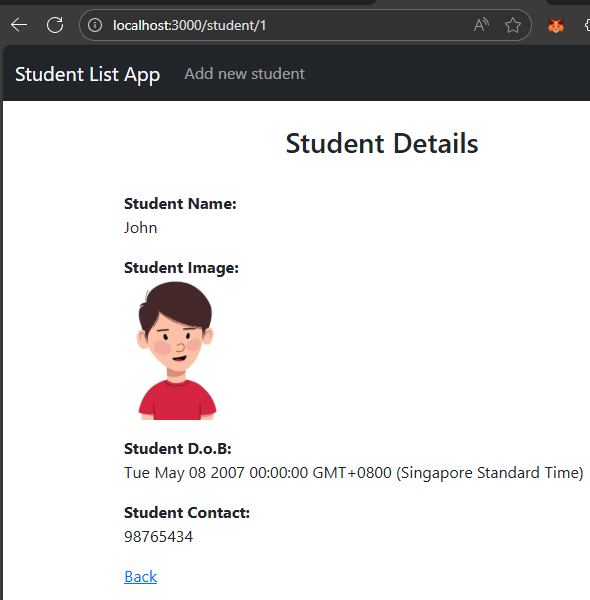 localhost:3000/student/1
Student List App Add new student
Student Details
Student Name:
John
Student Image:
Student D.o.B:
Tue May 08 2007 00:00:00 GMT+0800 (Singapore Standard Time)
Student Contact:
98765434
Back